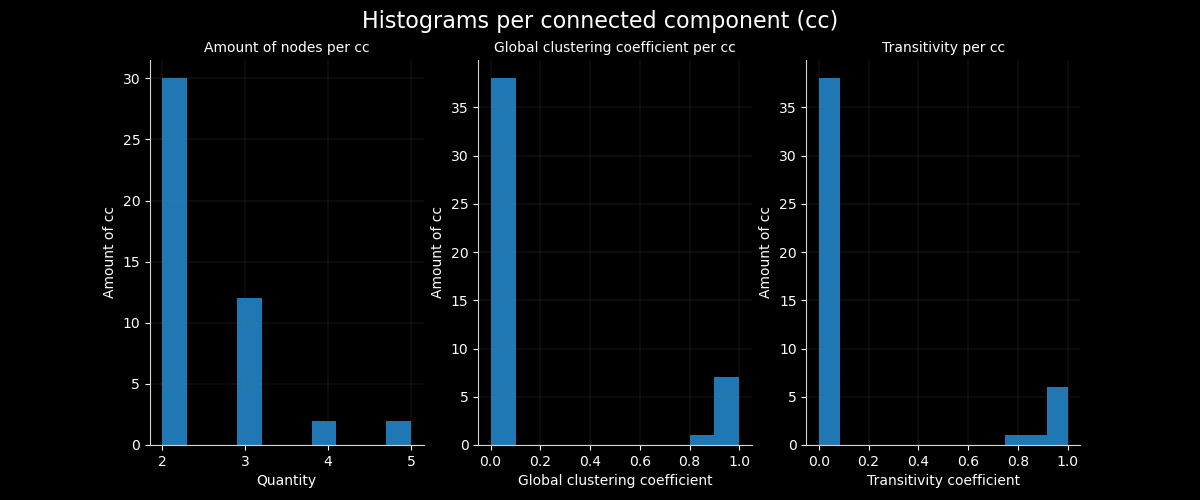 Histograms per connected component (cc)
Amount of nodes per cc
Amount of cc
30
25
20
15
10
5
0
2 3 4 5
Quantity
Global clustering coefficient per cc
Amount of cc
35
30
25
20
15
10
5
0
0.0 0.2 0.4 0.6 0.8 1.0
Global clustering coefficient
Transitivity per cc
Amount of cc
35
30
25
20
15
10
5
0
0.0 0.2 0.4 0.6 0.8 1.0
Transitivity coefficient